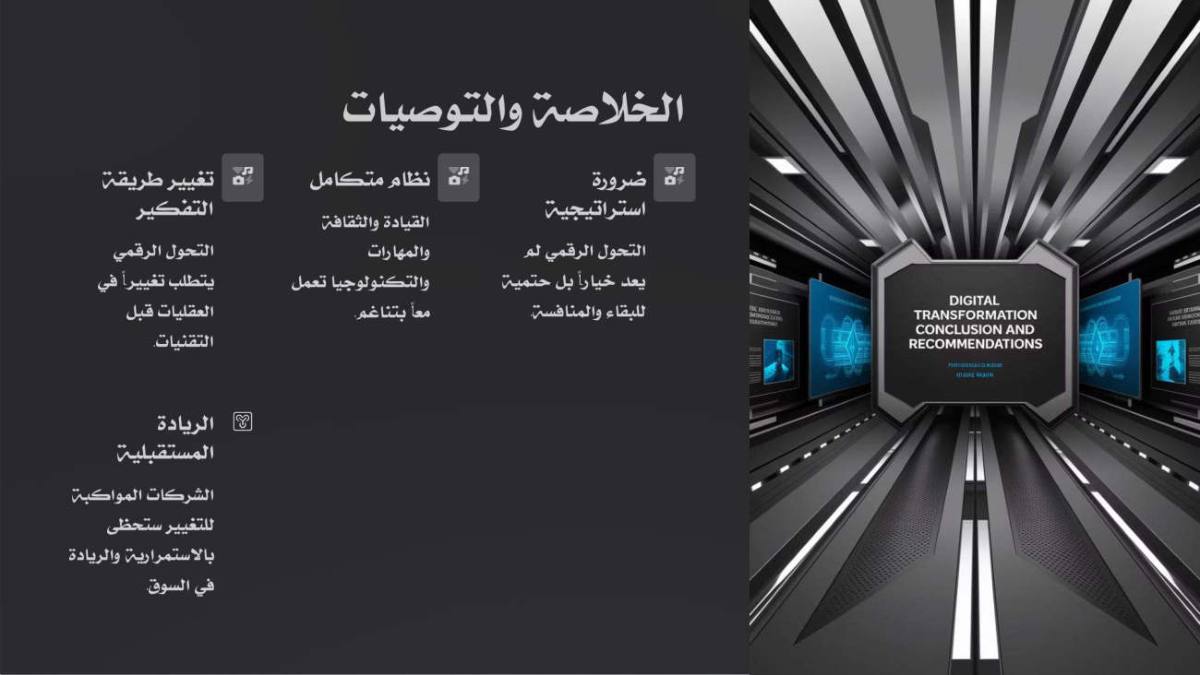 الخلاصة والتوصيات
ضرورة
استراتيجية
التحول الرقمي لم
يعد خياراً بل حتمية
للبقاء والمنافسة.
نظام متكامل
القيادة والثقافة
والمهارات
والتكنولوجيا تعمل
معاً بتناغم.
تغيير طريقة
التفكير
التحول الرقمي
يتطلب تغييراً في
العقليات قبل
التقنيات.
الريادة
المستقبلية
الشركات المواكبة
للتغيير ستحظى
بالاستمرارية والريادة
في السوق.
DIGITAL
TRANSFORMATION
CONCLUSION AND
RECOMMENDATIONS